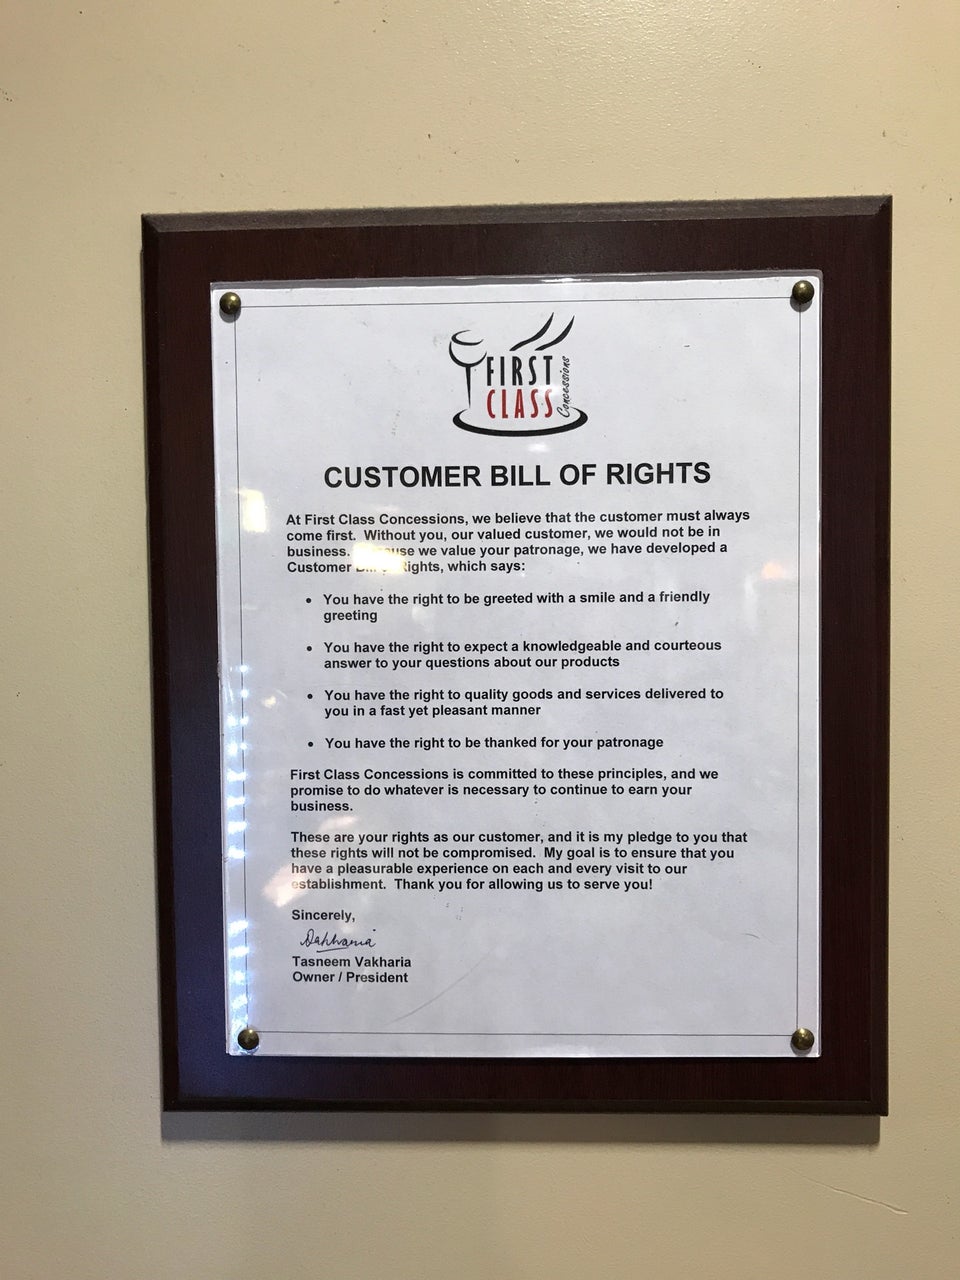 FIRST
CLASS
Concessions
CUSTOMER BILL OF RIGHTS
At First Class Concessions, we believe that the customer must always
come first. Without you, our valued customer, we would not be in
business. we value your patronage, we have developed a
Customer Rights, which says:
• You have the right to be greeted with a smile and a friendly
greeting
• You have the right to expect a knowledgeable and courteous
answer to your questions about our products
• You have the right to quality goods and services delivered to
you in a fast yet pleasant manner
• You have the right to be thanked for your patronage
First Class Concessions is committed to these principles, and we
promise to do whatever is necessary to continue to earn your
business.
These are your rights as our customer, and it is my pledge to you that
these rights will not be compromised. My goal is to ensure that you
have a pleasurable experience on each and every visit to our
establishment. Thank you for allowing us to serve you!
Sincerely,
Tasneem Vakharia
Owner / President